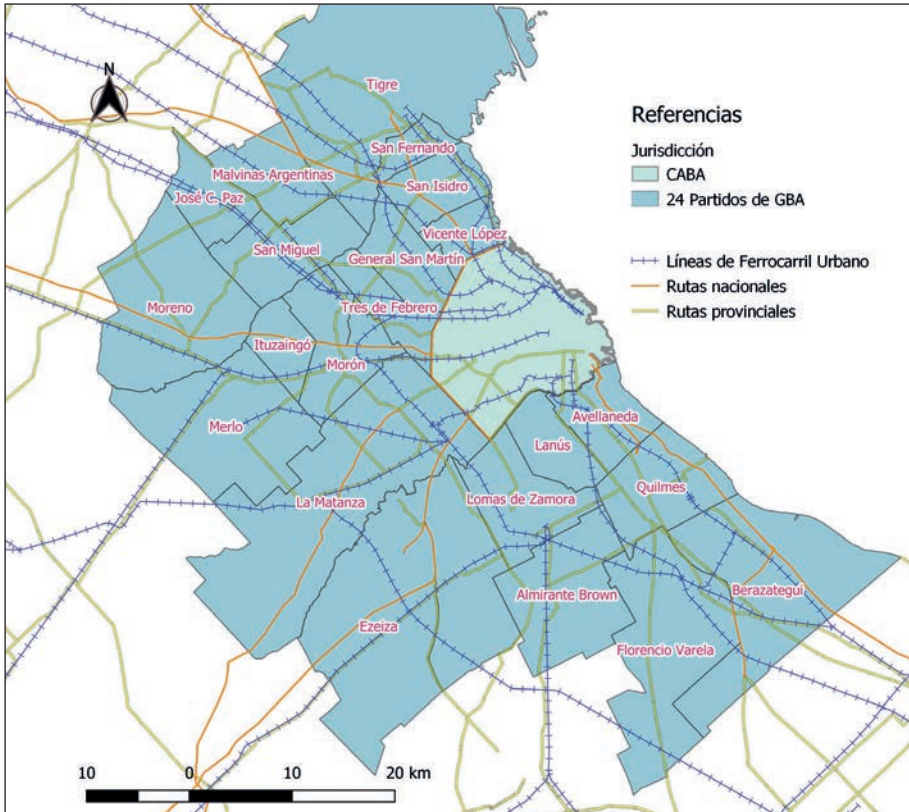 N
Tigre
San Fernando
Malvinas Argentinas
San Isidro
José C. Paz
Vicente López
San Miguel
General San Martín
Moreno
Tres de Febrero
Ituzaingó
Morón
Merlo
Avellaneda
Lanús
Quilmes
La Matanza
Lomas de Zamora
Almirante Brown
Berazategui
Ezeiza
Florencio Varela
Referencias
Jurisdicción
CABA
24 Partidos de GBA
Líneas de Ferrocarril Urbano
Rutas nacionales
Rutas provinciales
10 0 10 20 km